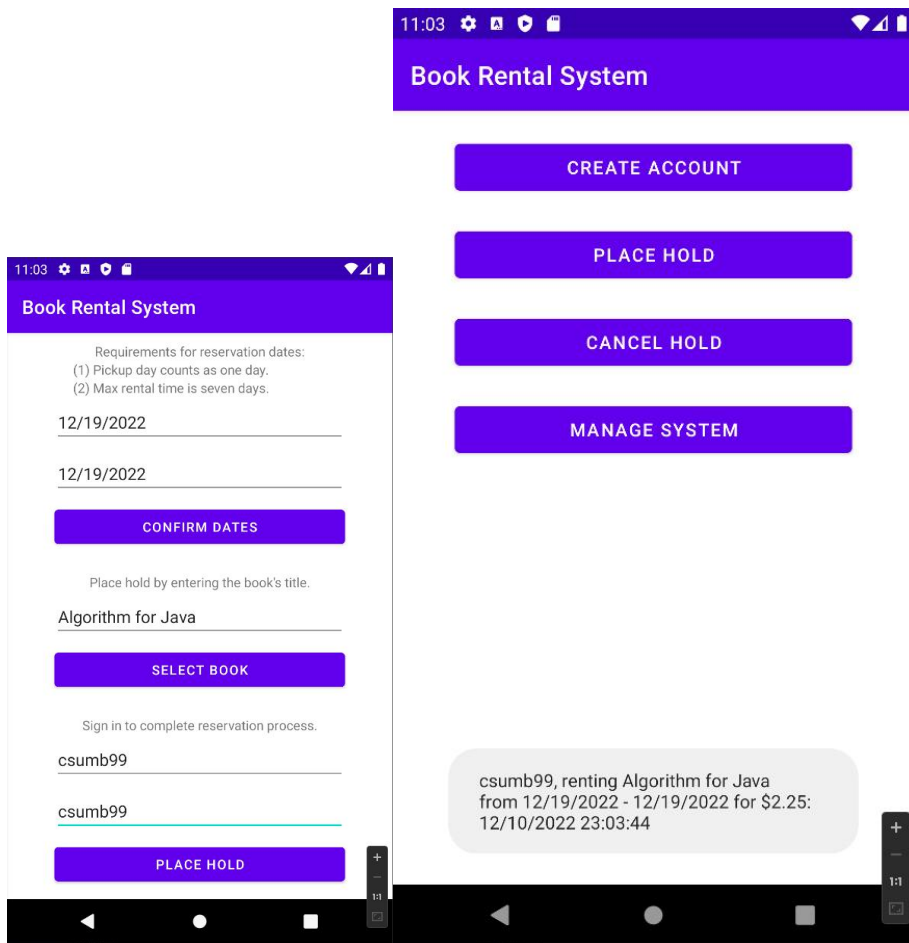 11:03
Book Rental System
Requirements for reservation dates:
(1) Pickup day counts as one day.
(2) Max rental time is seven days.
12/19/2022
12/19/2022
CONFIRM DATES
Place hold by entering the book's title.
Algorithm for Java
SELECT BOOK
Sign in to complete reservation process.
csumb99
csumb99
PLACE HOLD
1:1
11:03
Book Rental System
CREATE ACCOUNT
PLACE HOLD
CANCEL HOLD
MANAGE SYSTEM
csumb99, renting Algorithm for Java
from 12/19/2022 - 12/19/2022 for $2.25:
12/10/2022 23:03:44
1:1